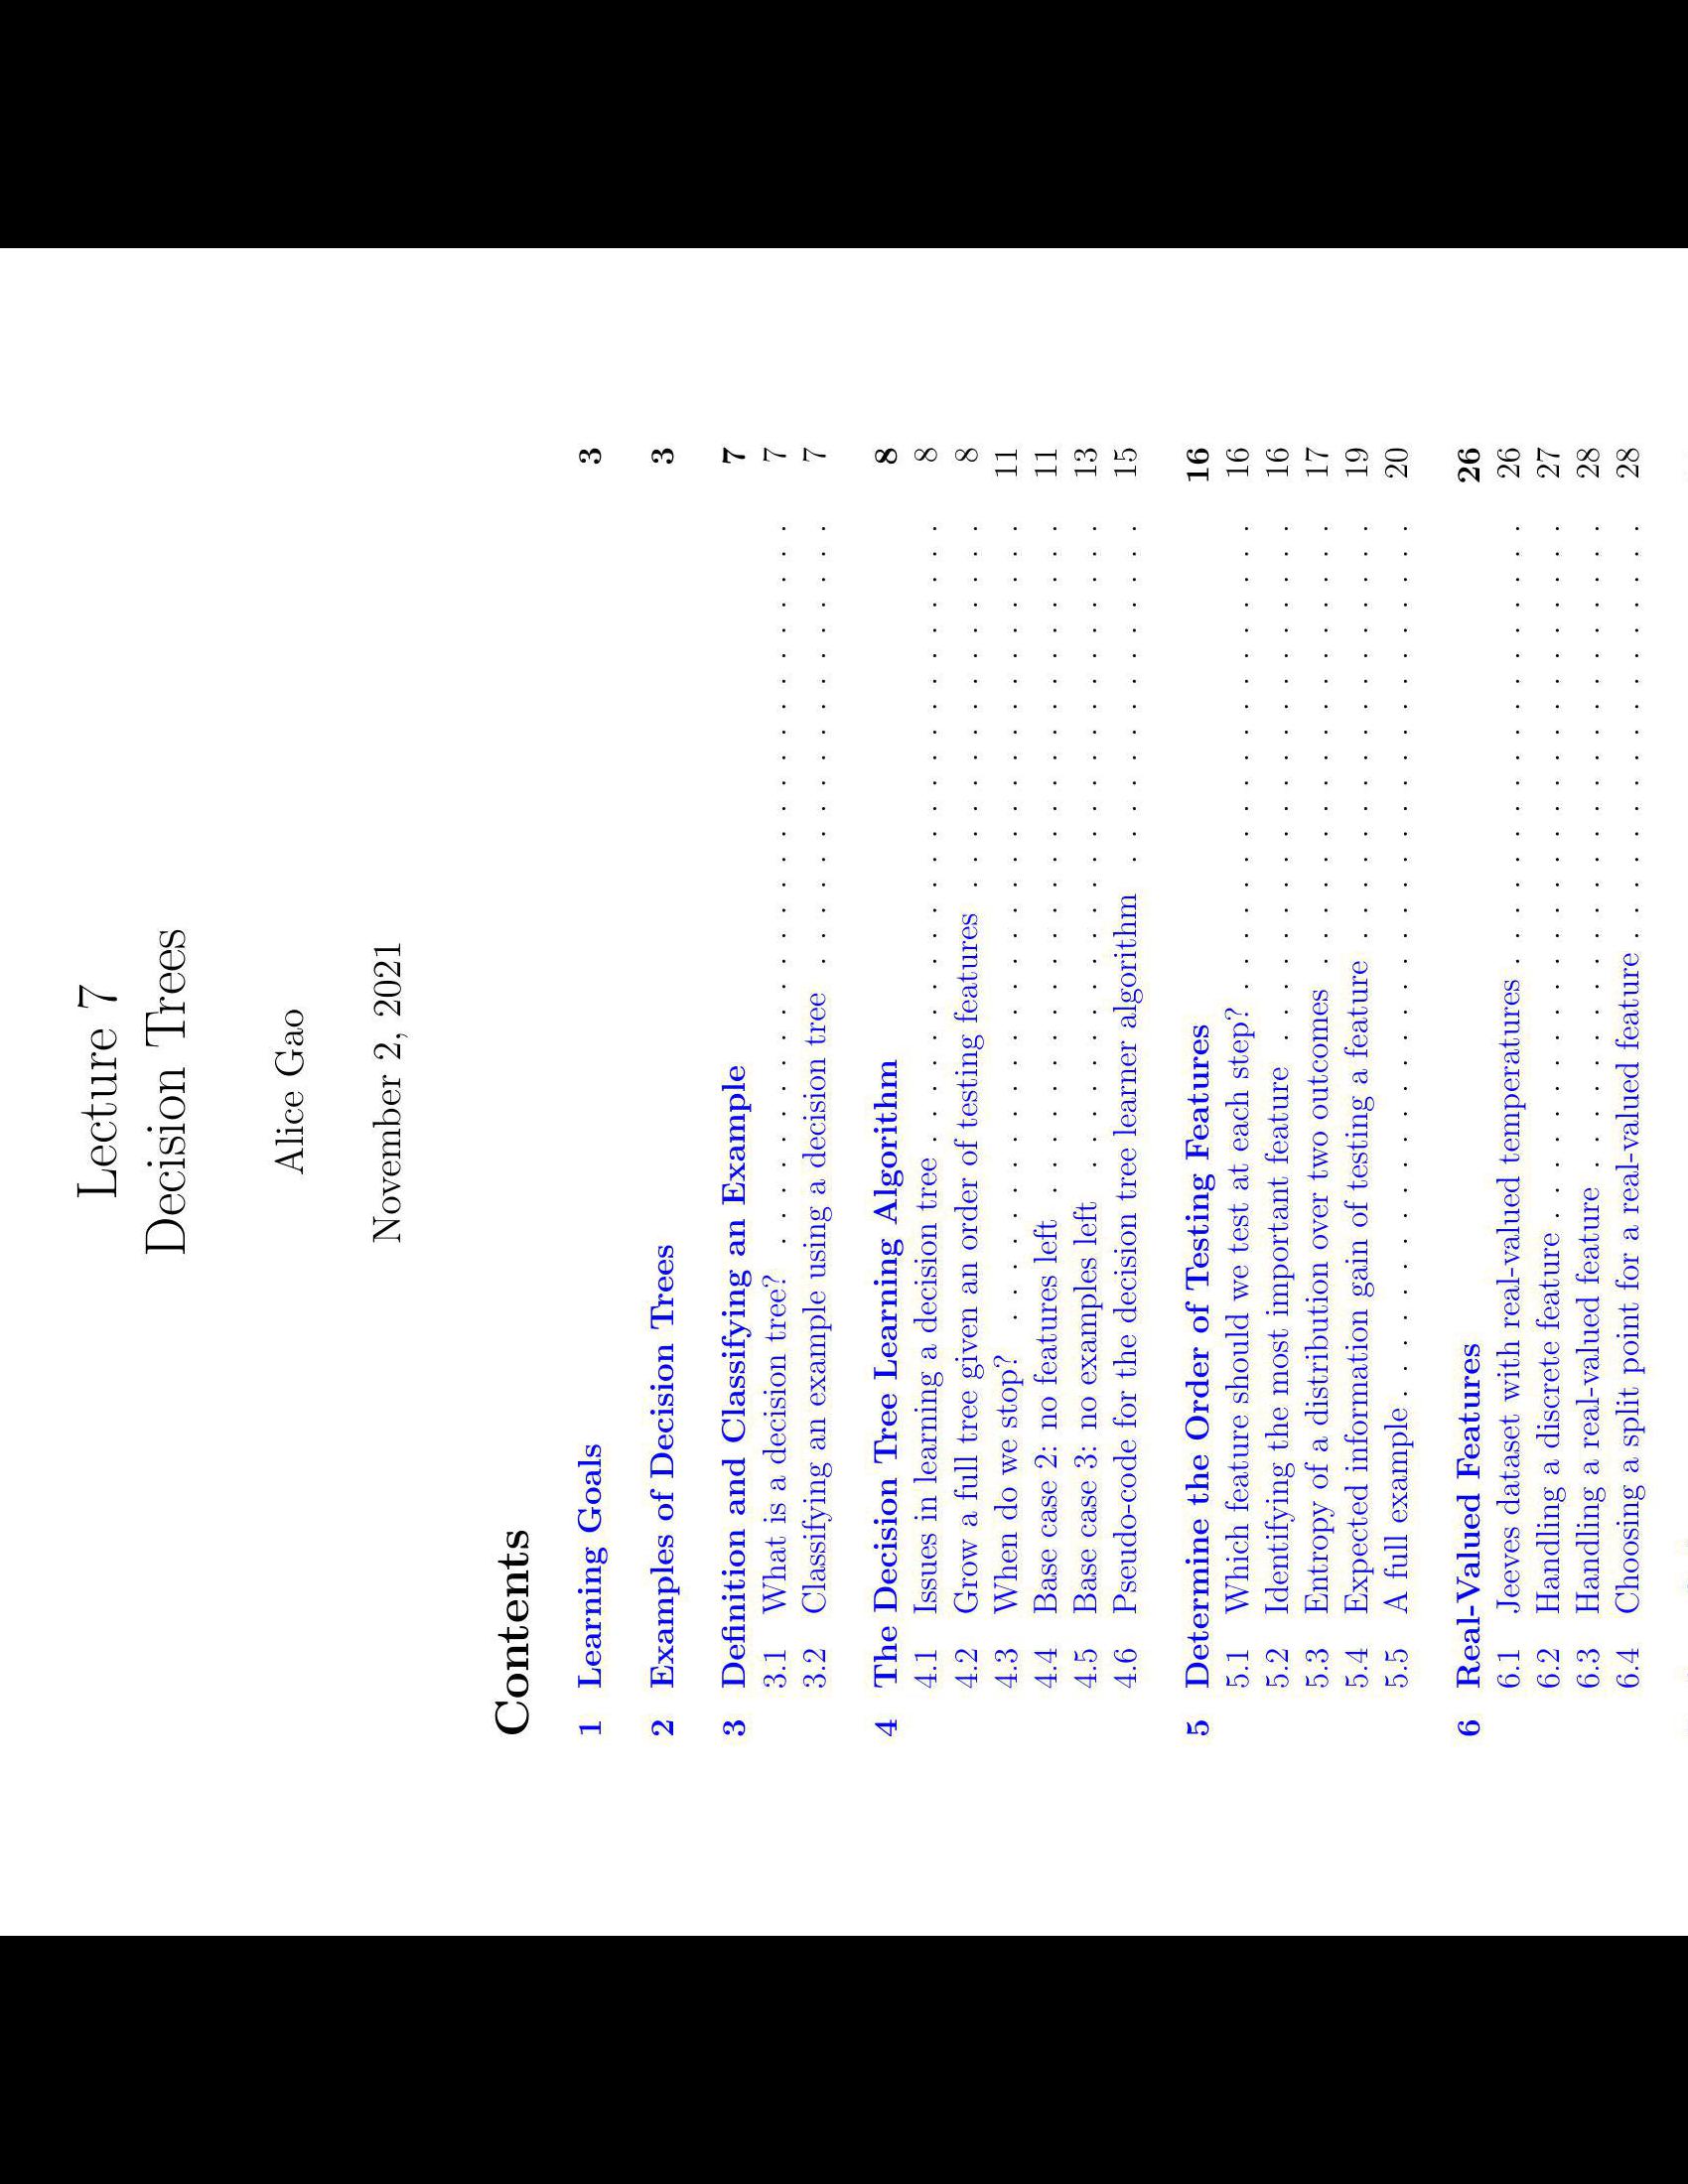 Lecture 7
Decision Trees
Alice Gao
November 2, 2021
Contents
1 Learning Goals 3
2 Examples of Decision Trees 3
3 Definition and Classifying an Example 7
3.1 What is a decision tree? . . . . . . . . . . . . . . . . . . . . . . . . . . . . . 7
3.2 Classifying an example using a decision tree . . . . . . . . . . . . . . . . . . 7
4 The Decision Tree Learning Algorithm 8
4.1 Issues in learning a decision tree . . . . . . . . . . . . . . . . . . . . . . . . . 8
4.2 Grow a full tree given an order of testing features . . . . . . . . . . . . . . . 8
4.3 When do we stop? . . . . . . . . . . . . . . . . . . . . . . . . . . . . . . . . 11
4.4 Base case 2: no features left . . . . . . . . . . . . . . . . . . . . . . . . . . . 11
4.5 Base case 3: no examples left . . . . . . . . . . . . . . . . . . . . . . . . . . 13
4.6 Pseudo-code for the decision tree learner algorithm . . . . . . . . . . . . . . 15
5 Determine the Order of Testing Features 16
5.1 Which feature should we test at each step? . . . . . . . . . . . . . . . . . . . 16
5.2 Identifying the most important feature . . . . . . . . . . . . . . . . . . . . . 16
5.3 Entropy of a distribution over two outcomes . . . . . . . . . . . . . . . . . . 17
5.4 Expected information gain of testing a feature . . . . . . . . . . . . . . . . . 19
5.5 A full example . . . . . . . . . . . . . . . . . . . . . . . . . . . . . . . . . . . 20
6 Real-Valued Features 26
6.1 Jeeves dataset with real-valued temperatures . . . . . . . . . . . . . . . . . . 26
6.2 Handling a discrete feature . . . . . . . . . . . . . . . . . . . . . . . . . . . . 27
6.3 Handling a real-valued feature . . . . . . . . . . . . . . . . . . . . . . . . . . 28
6.4 Choosing a split point for a real-valued feature . . . . . . . . . . . . . . . . . 28